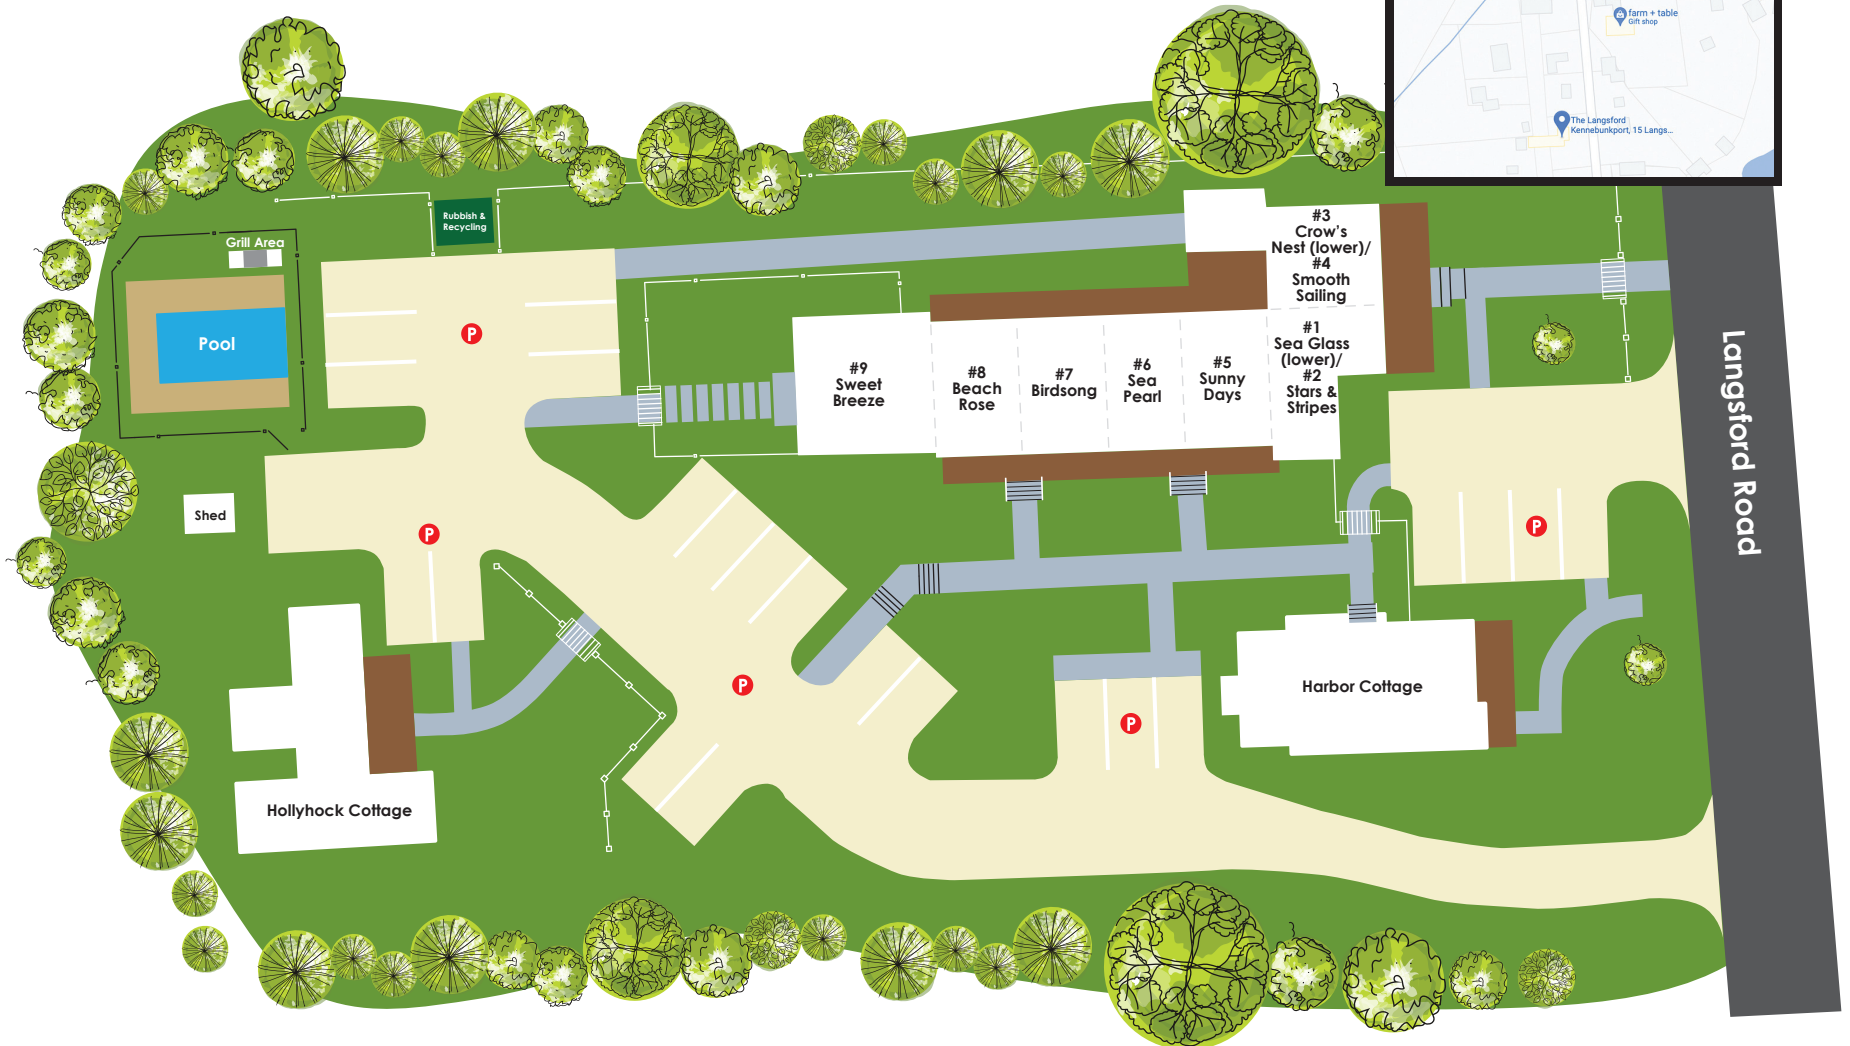 farm + table
Gift shop
The Langsford
Kennebunkport, 15 Langs...
Rubbish &
Recycling
Grill Area
Pool
P
#3
Crow's
Nest (lower)/
#4
Smooth
Sailing
#1
Sea Glass
(lower)/
#2
Stars &
Stripes
#9
Sweet
Breeze
#8
Beach
Rose
#7
Birdsong
#6
Sea
Pearl
#5
Sunny
Days
Langsford Road
Shed
P
P
P
P
Harbor Cottage
Hollyhock Cottage